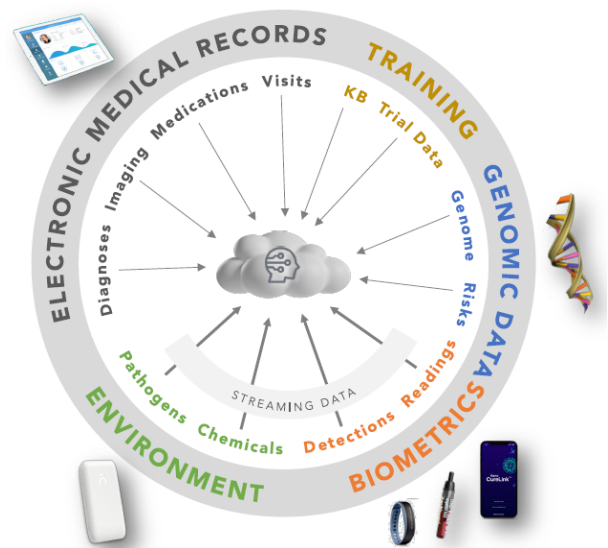 ELECTRONIC MEDICAL RECORDS
TRAINING
GENOMIC DATA
BIOMETRICS
ENVIRONMENT
Diagnoses Imaging Medications Visits
KB Trial Data
Genome Risks
Detections Readings
Pathogens Chemicals
STREAMING DATA
CureLink